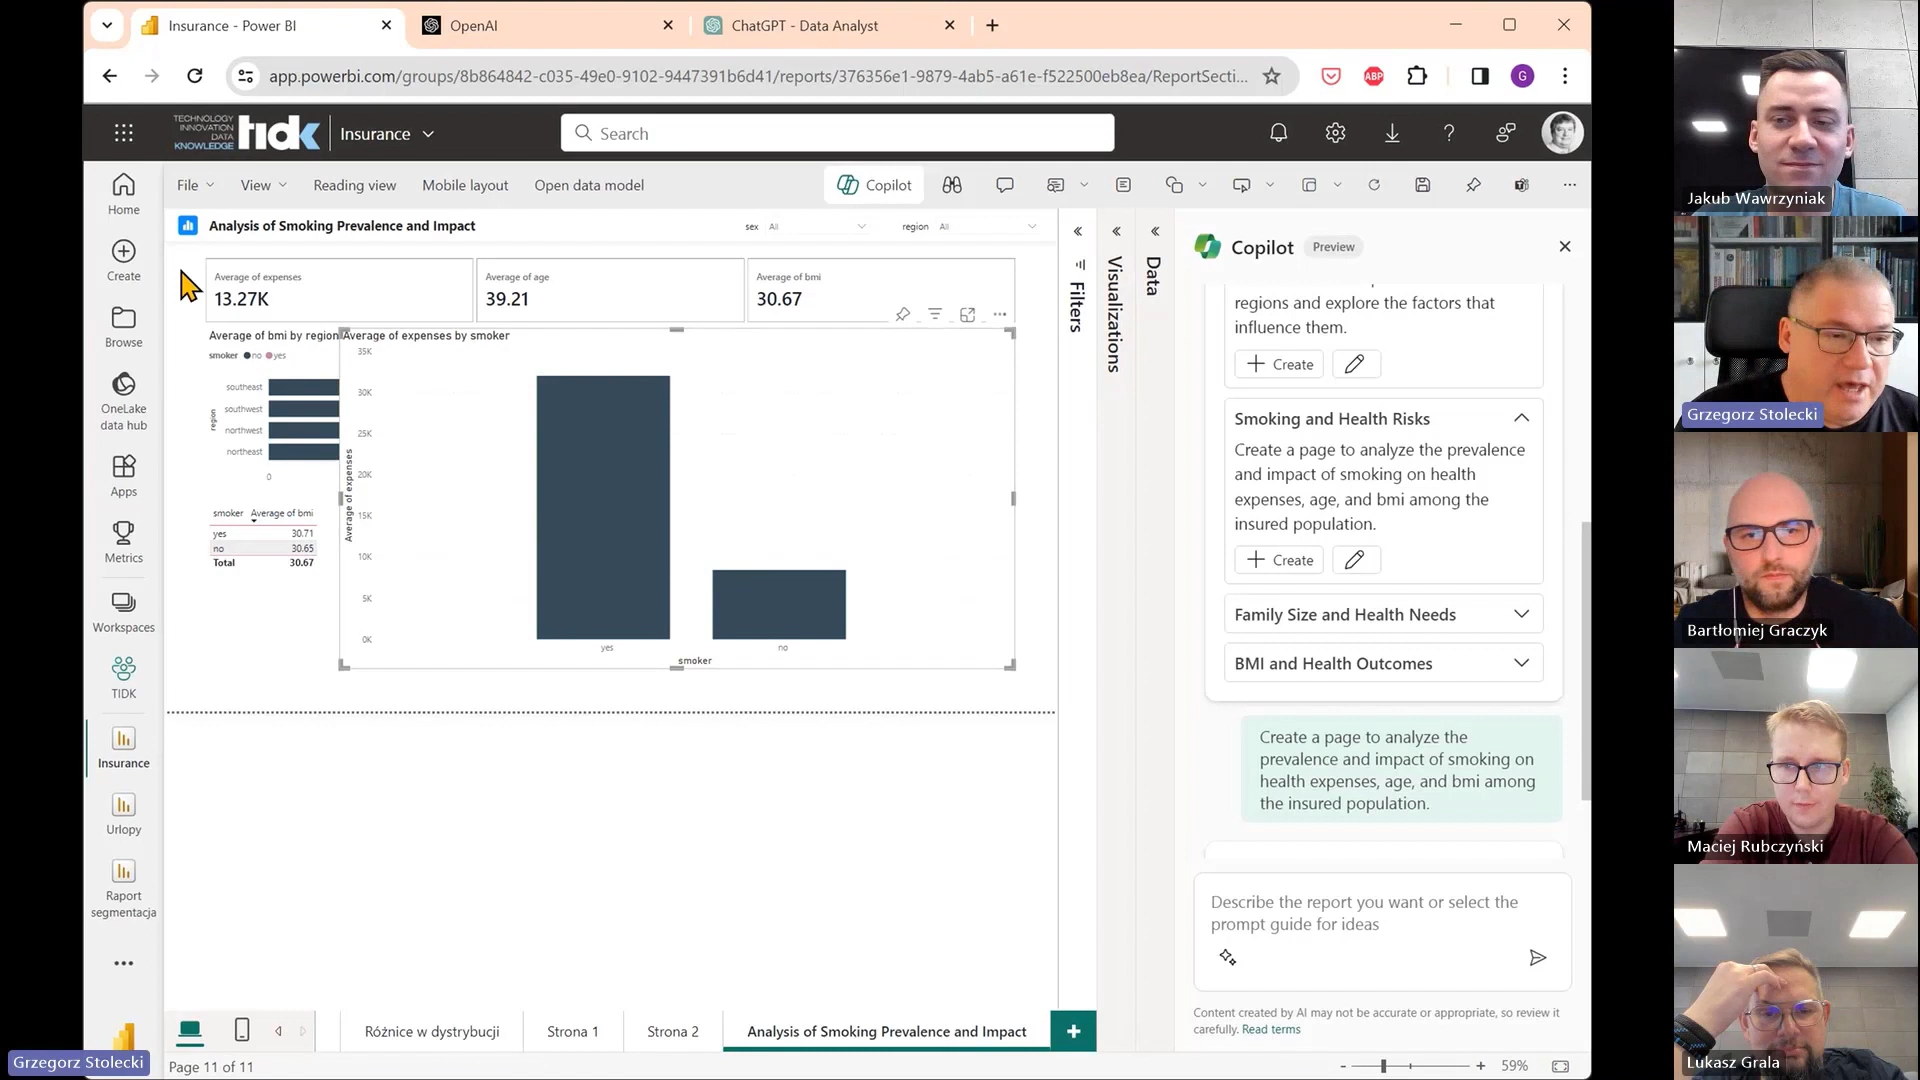 Insurance - Power BI
OpenAI
ChatGPT - Data Analyst
app.powerbi.com/groups/8b864842-c035-49e0-9102-9447391b6d41/reports/376356e1-9879-4ab5-a61e-f522500eb8ea/ReportSecti...
ABP
G
TECHNOLOGY
INNOVATION
DATA
KNOWLEDGE
tidk
Insurance
Search
File
View
Reading view
Mobile layout
Open data model
Copilot
Home
Create
Browse
OneLake
data hub
Apps
Metrics
Workspaces
TIDK
Insurance
Urlopy
Raport
segmentacja
Analysis of Smoking Prevalence and Impact
sex All
region All
Average of expenses
13.27K
Average of age
39.21
Average of bmi
30.67
Average of bmi by region
smoker no yes
southeast
southwest
northwest
northeast
region
0
smoker Average of bmi
yes 30.71
no 30.65
Total 30.67
Average of expenses by smoker
35K
30K
25K
20K
15K
10K
5K
0K
Average of expenses
yes
no
smoker
Filters
Visualizations
Data
Copilot
Preview
regions and explore the factors that
influence them.
Create
Smoking and Health Risks
Create a page to analyze the prevalence
and impact of smoking on health
expenses, age, and bmi among the
insured population.
Create
Family Size and Health Needs
BMI and Health Outcomes
Create a page to analyze the
prevalence and impact of smoking on
health expenses, age, and bmi among
the insured population.
Describe the report you want or select the
prompt guide for ideas
Content created by AI may not be accurate or appropriate, so review it
carefully. Read terms
Różnice w dystrybucji
Strona 1
Strona 2
Analysis of Smoking Prevalence and Impact
Page 11 of 11
59%
Grzegorz Stolecki
Jakub Wawrzyniak
Grzegorz Stolecki
Bartłomiej Graczyk
Maciej Rubczyński
Lukasz Grala